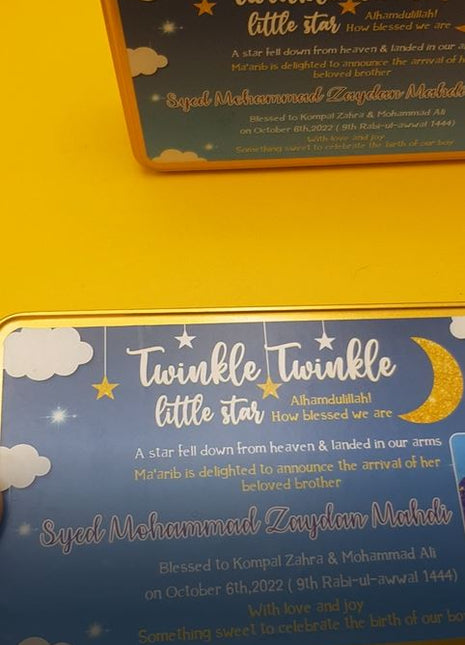 little star
Alhamdulillah!
How blessed we are
A star fell down from heaven & landed in our a
Ma'arib is delighted to announce the arrival of h
beloved brother
Syed Mohammad Zaydan Mahdi
Blessed to Kompal Zahra & Mohammad Ali
on October 6th,2022 ( 9th Rabi-ul-awwal 1444)
With love and joy
Something sweet to celebrate the birth of our boy
Twinkle Twinkle
little star
Alhamdulillah!
How blessed we are
A star fell down from heaven & landed in our arms
Ma'arib is delighted to announce the arrival of her
beloved brother
Syed Mohammad Zaydan Mahdi
Blessed to Kompal Zahra & Mohammad Ali
on October 6th,2022 ( 9th Rabi-ul-awwal 1444)
With love and joy
Something sweet to celebrate the birth of our bo